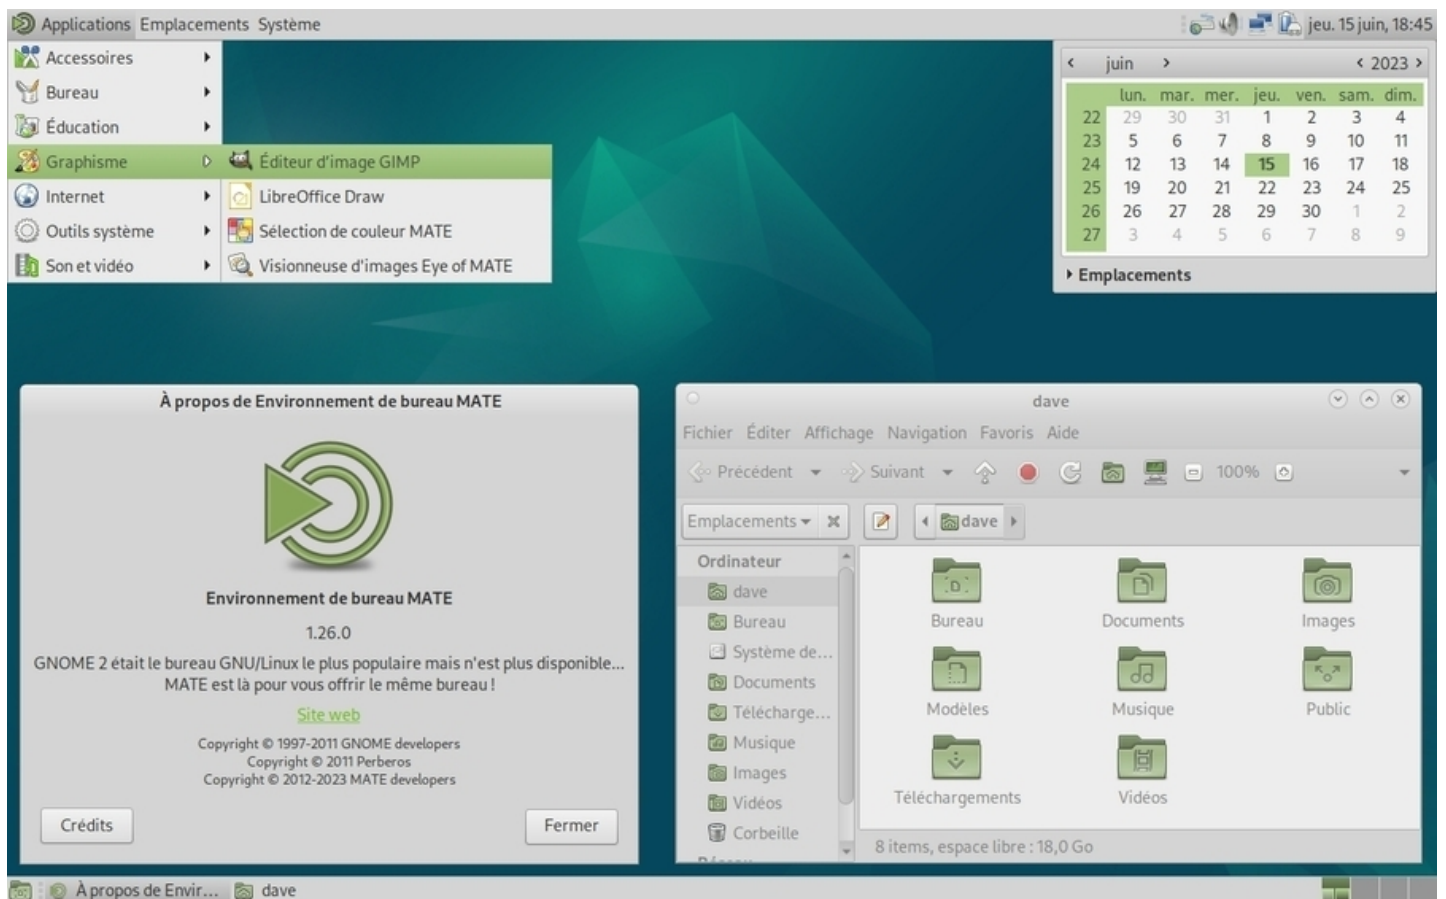 Applications Emplacements Système
jeu. 15 juin, 18:45
Accessoires
Bureau
Éducation
Graphisme
Internet
Outils système
Son et vidéo
Éditeur d'image GIMP
LibreOffice Draw
Sélection de couleur MATE
Visionneuse d'images Eye of MATE
juin 2023
lun. mar. mer. jeu. ven. sam. dim.
22 29 30 31 1 2 3 4
23 5 6 7 8 9 10 11
24 12 13 14 15 16 17 18
25 19 20 21 22 23 24 25
26 26 27 28 29 30 1 2
27 3 4 5 6 7 8 9
Emplacements
À propos de Environnement de bureau MATE
Environnement de bureau MATE
1.26.0
GNOME 2 était le bureau GNU/Linux le plus populaire mais n'est plus disponible...
MATE est là pour vous offrir le même bureau !
Site web
Copyright © 1997-2011 GNOME developers
Copyright © 2011 Perberos
Copyright © 2012-2023 MATE developers
Crédits
Fermer
dave
Fichier Éditer Affichage Navigation Favoris Aide
Précédent Suivant 100%
Emplacements dave
Ordinateur
dave
Bureau
Système de...
Documents
Télécharge...
Musique
Images
Vidéos
Corbeille
Bureau Documents Images
Modèles Musique Public
Téléchargements Vidéos
8 items, espace libre : 18,0 Go
À propos de Envir... dave